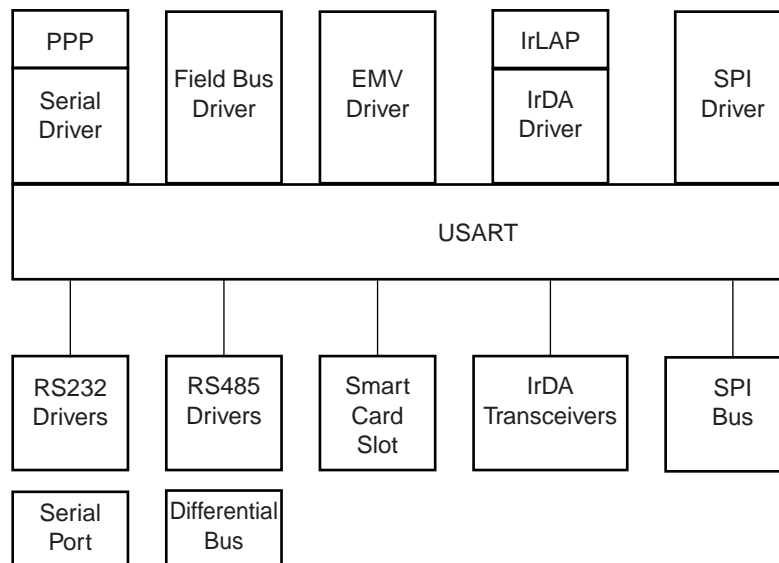 PPP
Serial
Driver
Field Bus
Driver
EMV
Driver
IrLAP
IrDA
Driver
SPI
Driver
USART
RS232
Drivers
RS485
Drivers
Smart
Card
Slot
IrDA
Transceivers
SPI
Bus
Serial
Port
Differential
Bus